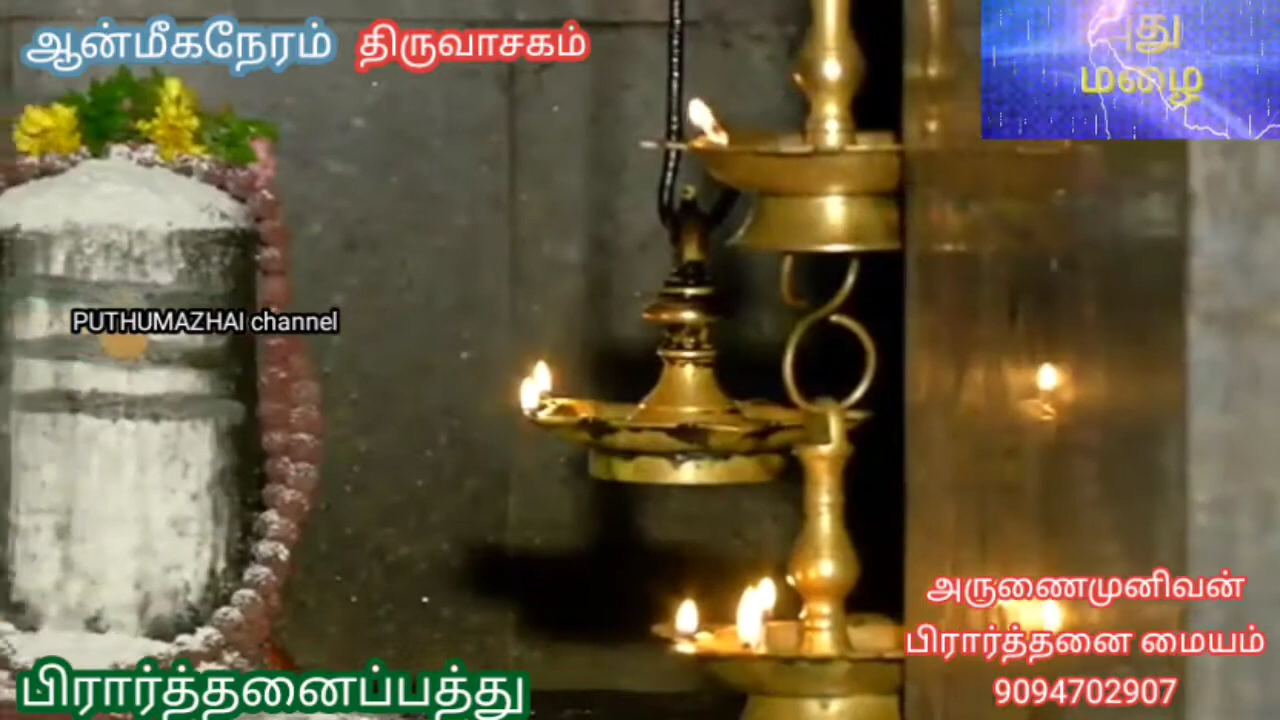 ஆன்மீகநேரம் திருவாசகம்
புது
மழை
PUTHUMAZHAI channel
அருணைமுனிவன்
பிரார்த்தனை மையம்
9094702907
பிரார்த்தனைப்பத்து